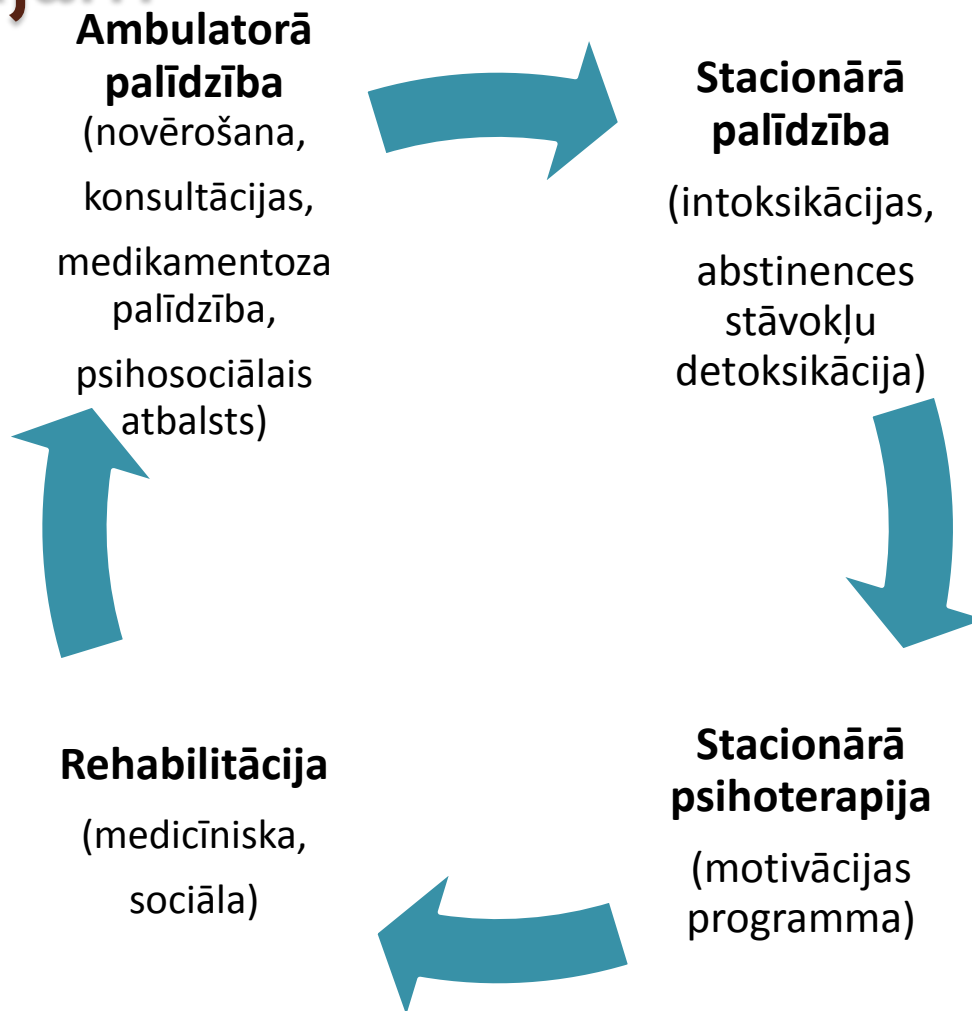 Ambulatorā
palīdzība
(novērošana,
konsultācijas,
medikamentoza
palīdzība,
psihosociālais
atbalsts)
Stacionārā
palīdzība
(intoksikācijas,
abstinences
stāvokļu
detoksikācija)
Stacionārā
psihoterapija
(motivācijas
programma)
Rehabilitācija
(medicīniska,
sociāla)